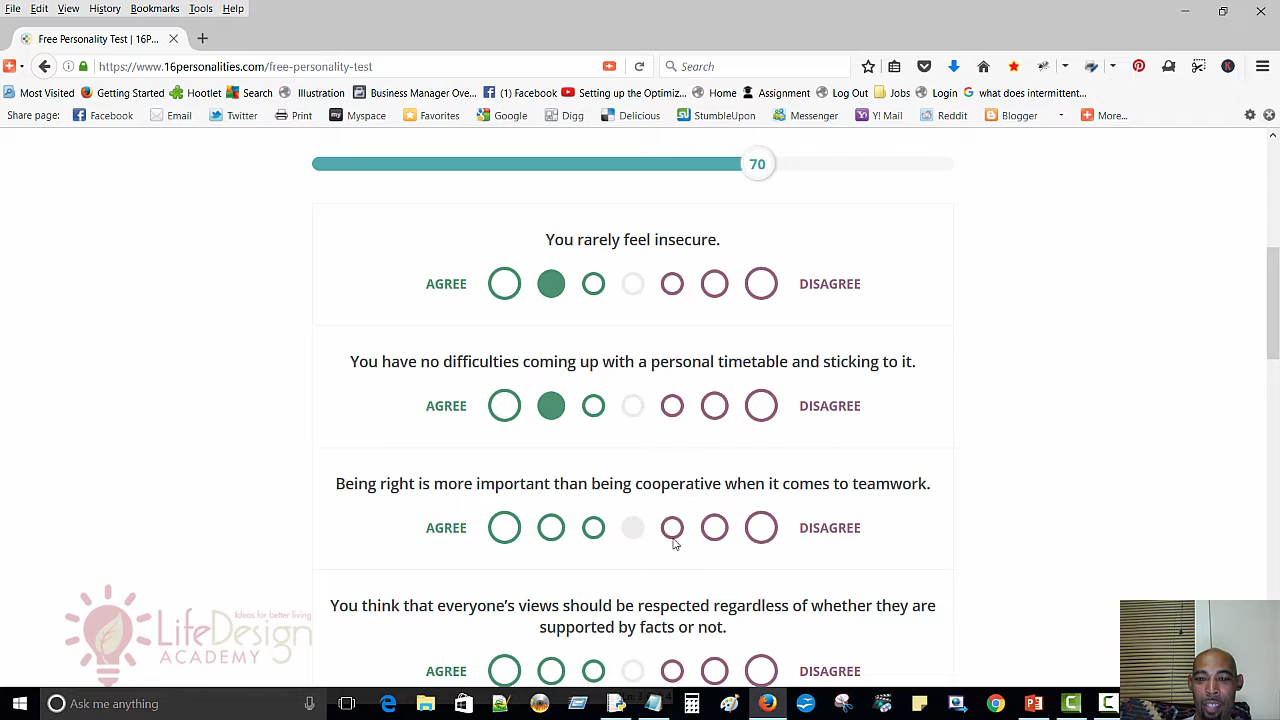 File Edit View History Bookmarks Tools Help
Free Personality Test | 16P...
https://www.16personalities.com/free-personality-test
Search
Most Visited Getting Started Hootlet Search Illustration Business Manager Ove... (1) Facebook Setting up the Optimiz... Home Assignment Log Out Jobs Login what does intermittent...
Share page: Facebook Email Twitter Print Myspace Favorites Google Digg Delicious StumbleUpon Messenger Y! Mail Reddit Blogger More...
70
You rarely feel insecure.
AGREE DISAGREE
You have no difficulties coming up with a personal timetable and sticking to it.
AGREE DISAGREE
Being right is more important than being cooperative when it comes to teamwork.
AGREE DISAGREE
You think that everyone's views should be respected regardless of whether they are
supported by facts or not.
AGREE DISAGREE
Ideas for better living
LifeDesign
ACADEMY
Ask me anything